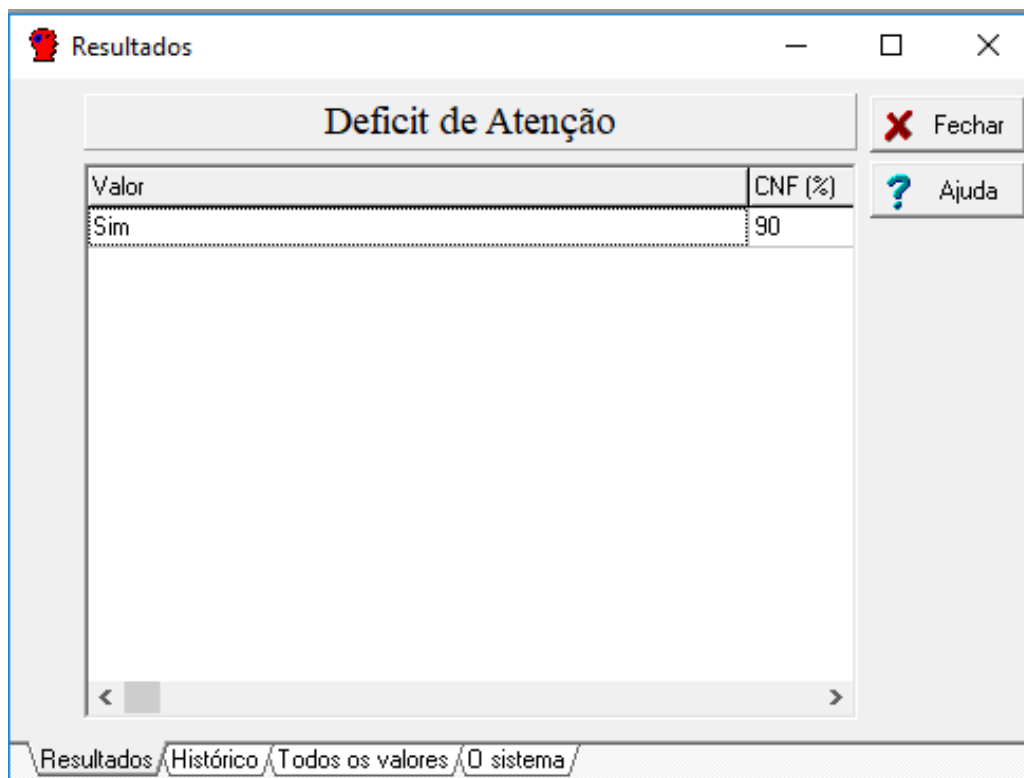 Resultados
Deficit de Atenção
Fechar
Valor CNF (%)
Ajuda
Sim 90
Resultados Histórico Todos os valores O sistema